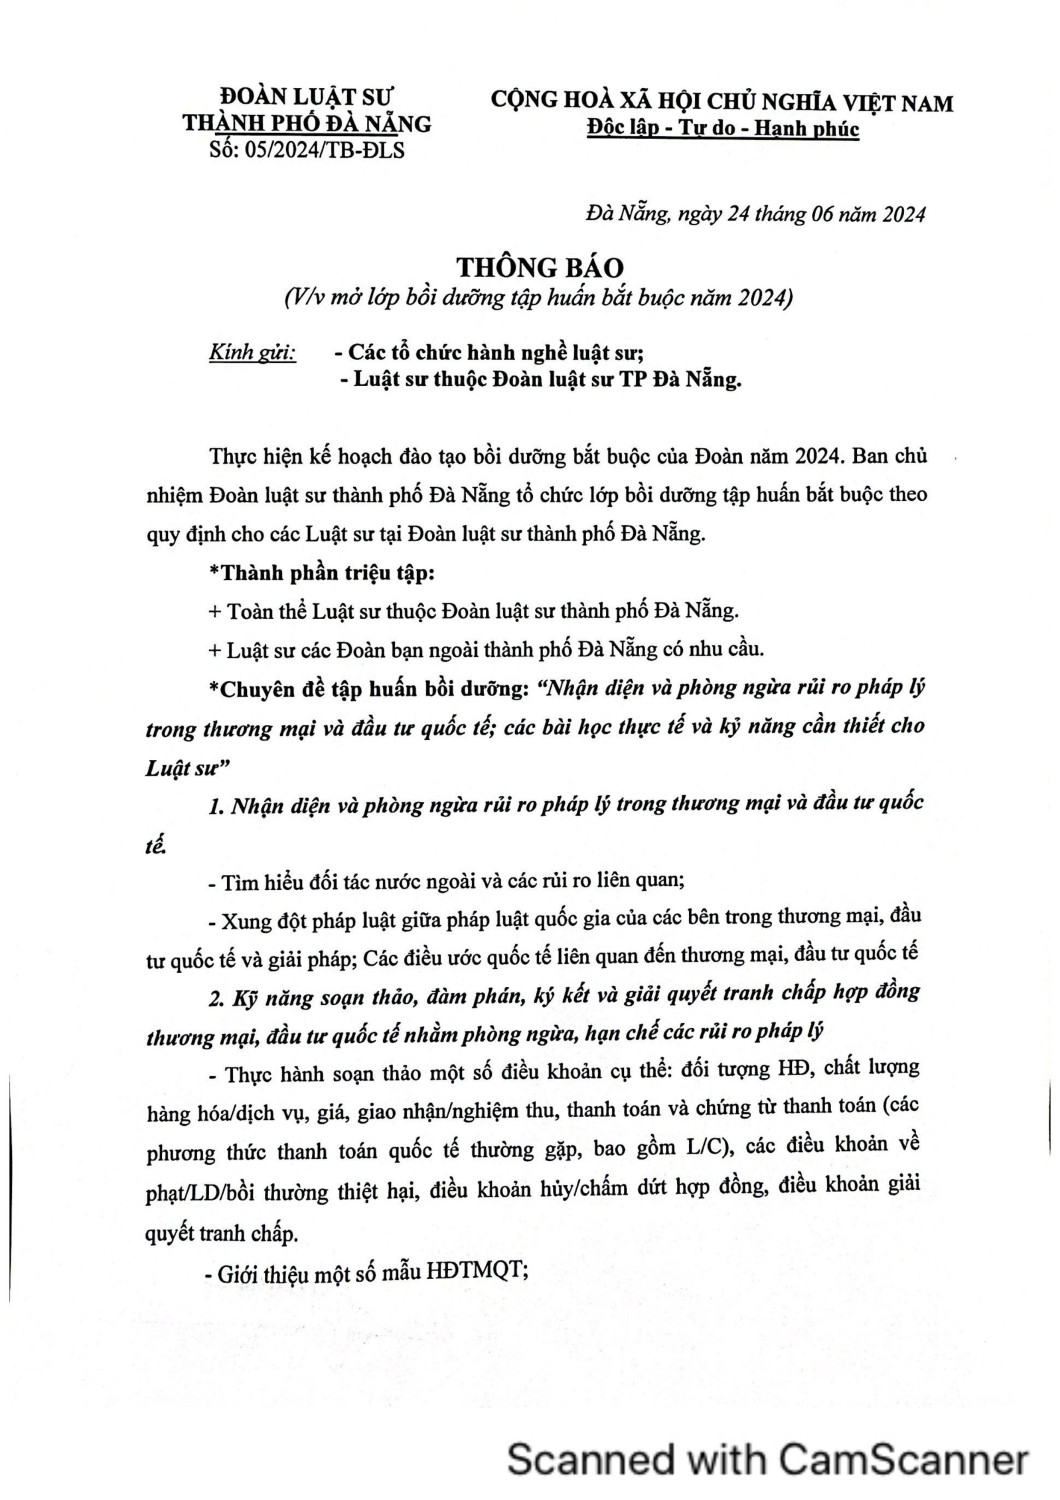 ĐOÀN LUẬT SƯ
THÀNH PHỐ ĐÀ NẴNG
Số: 05/2024/TB-ĐLS
CỘNG HOÀ XÃ HỘI CHỦ NGHĨA VIỆT NAM
Độc lập - Tự do - Hạnh phúc
Đà Nẵng, ngày 24 tháng 06 năm 2024
THÔNG BÁO
(V/v mở lớp bồi dưỡng tập huấn bắt buộc năm 2024)
Kính gửi: - Các tổ chức hành nghề luật sư;
- Luật sư thuộc Đoàn luật sư TP Đà Nẵng.
Thực hiện kế hoạch đào tạo bồi dưỡng bắt buộc của Đoàn năm 2024. Ban chủ
nhiệm Đoàn luật sư thành phố Đà Nẵng tổ chức lớp bồi dưỡng tập huấn bắt buộc theo
quy định cho các Luật sư tại Đoàn luật sư thành phố Đà Nẵng.
*Thành phần triệu tập:
+ Toàn thể Luật sư thuộc Đoàn luật sư thành phố Đà Nẵng.
+ Luật sư các Đoàn bạn ngoài thành phố Đà Nẵng có nhu cầu.
*Chuyên đề tập huấn bồi dưỡng: “Nhận diện và phòng ngừa rủi ro pháp lý
trong thương mại và đầu tư quốc tế; các bài học thực tế và kỷ năng cần thiết cho
Luật sư”
1. Nhận diện và phòng ngừa rủi ro pháp lý trong thương mại và đầu tư quốc
tế.
- Tìm hiểu đối tác nước ngoài và các rủi ro liên quan;
- Xung đột pháp luật giữa pháp luật quốc gia của các bên trong thương mại, đầu
tư quốc tế và giải pháp; Các điều ước quốc tế liên quan đến thương mại, đầu tư quốc tế
2. Kỹ năng soạn thảo, đàm phán, ký kết và giải quyết tranh chấp hợp đồng
thương mại, đầu tư quốc tế nhằm phòng ngừa, hạn chế các rủi ro pháp lý
- Thực hành soạn thảo một số điều khoản cụ thể: đối tượng HĐ, chất lượng
hàng hóa/dịch vụ, giá, giao nhận/nghiệm thu, thanh toán và chứng từ thanh toán (các
phương thức thanh toán quốc tế thường gặp, bao gồm L/C), các điều khoản về
phạt/LD/bồi thường thiệt hại, điều khoản hủy/chấm dứt hợp đồng, điều khoản giải
quyết tranh chấp.
- Giới thiệu một số mẫu HĐTMQT;
Scanned with CamScanner